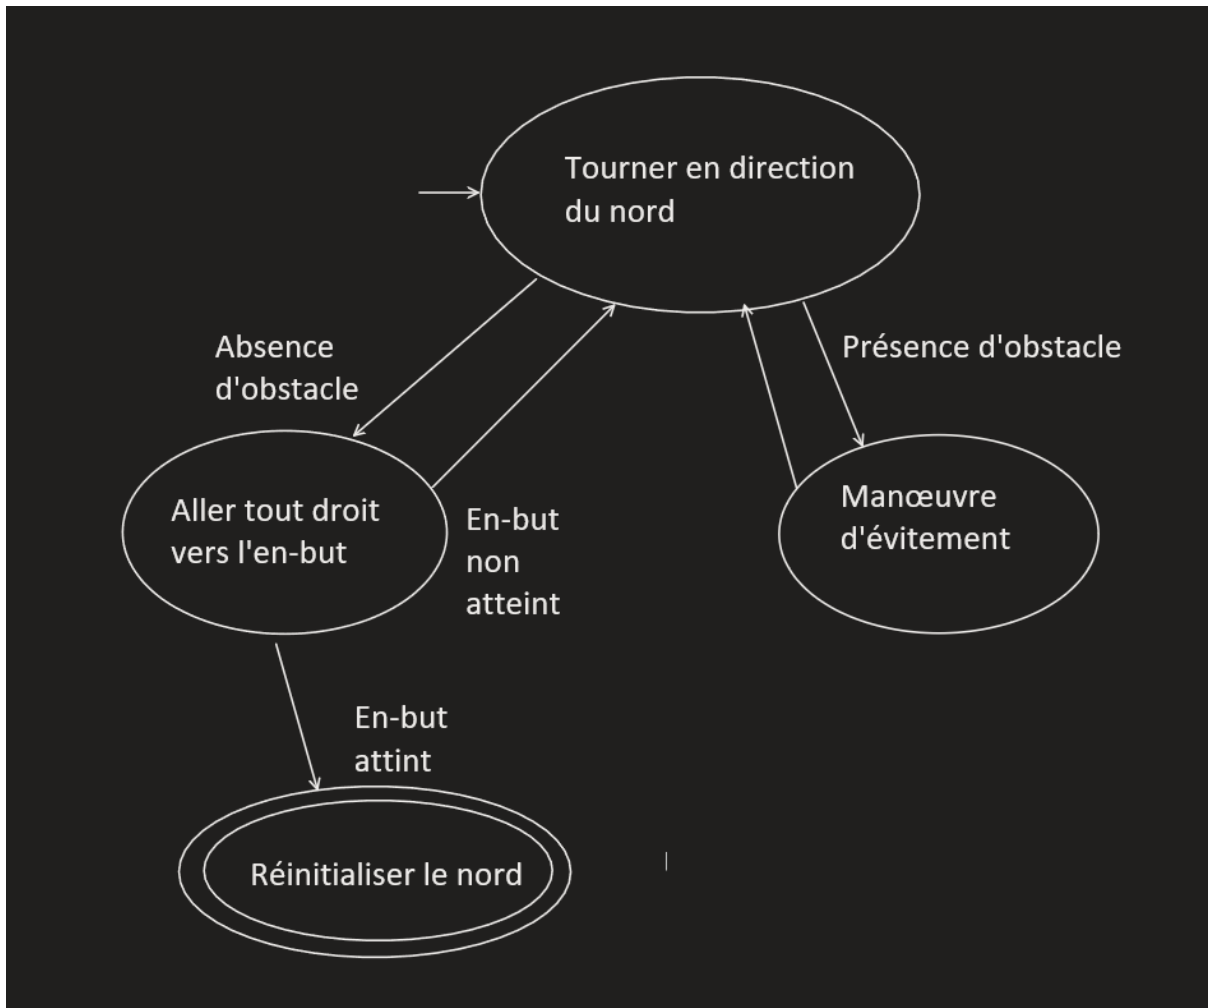 Tourner en direction
du nord
Absence
d'obstacle
Présence d'obstacle
Aller tout droit
vers l'en-but
En-but
non
atteint
Manœuvre
d'évitement
En-but
attint
Réinitialiser le nord